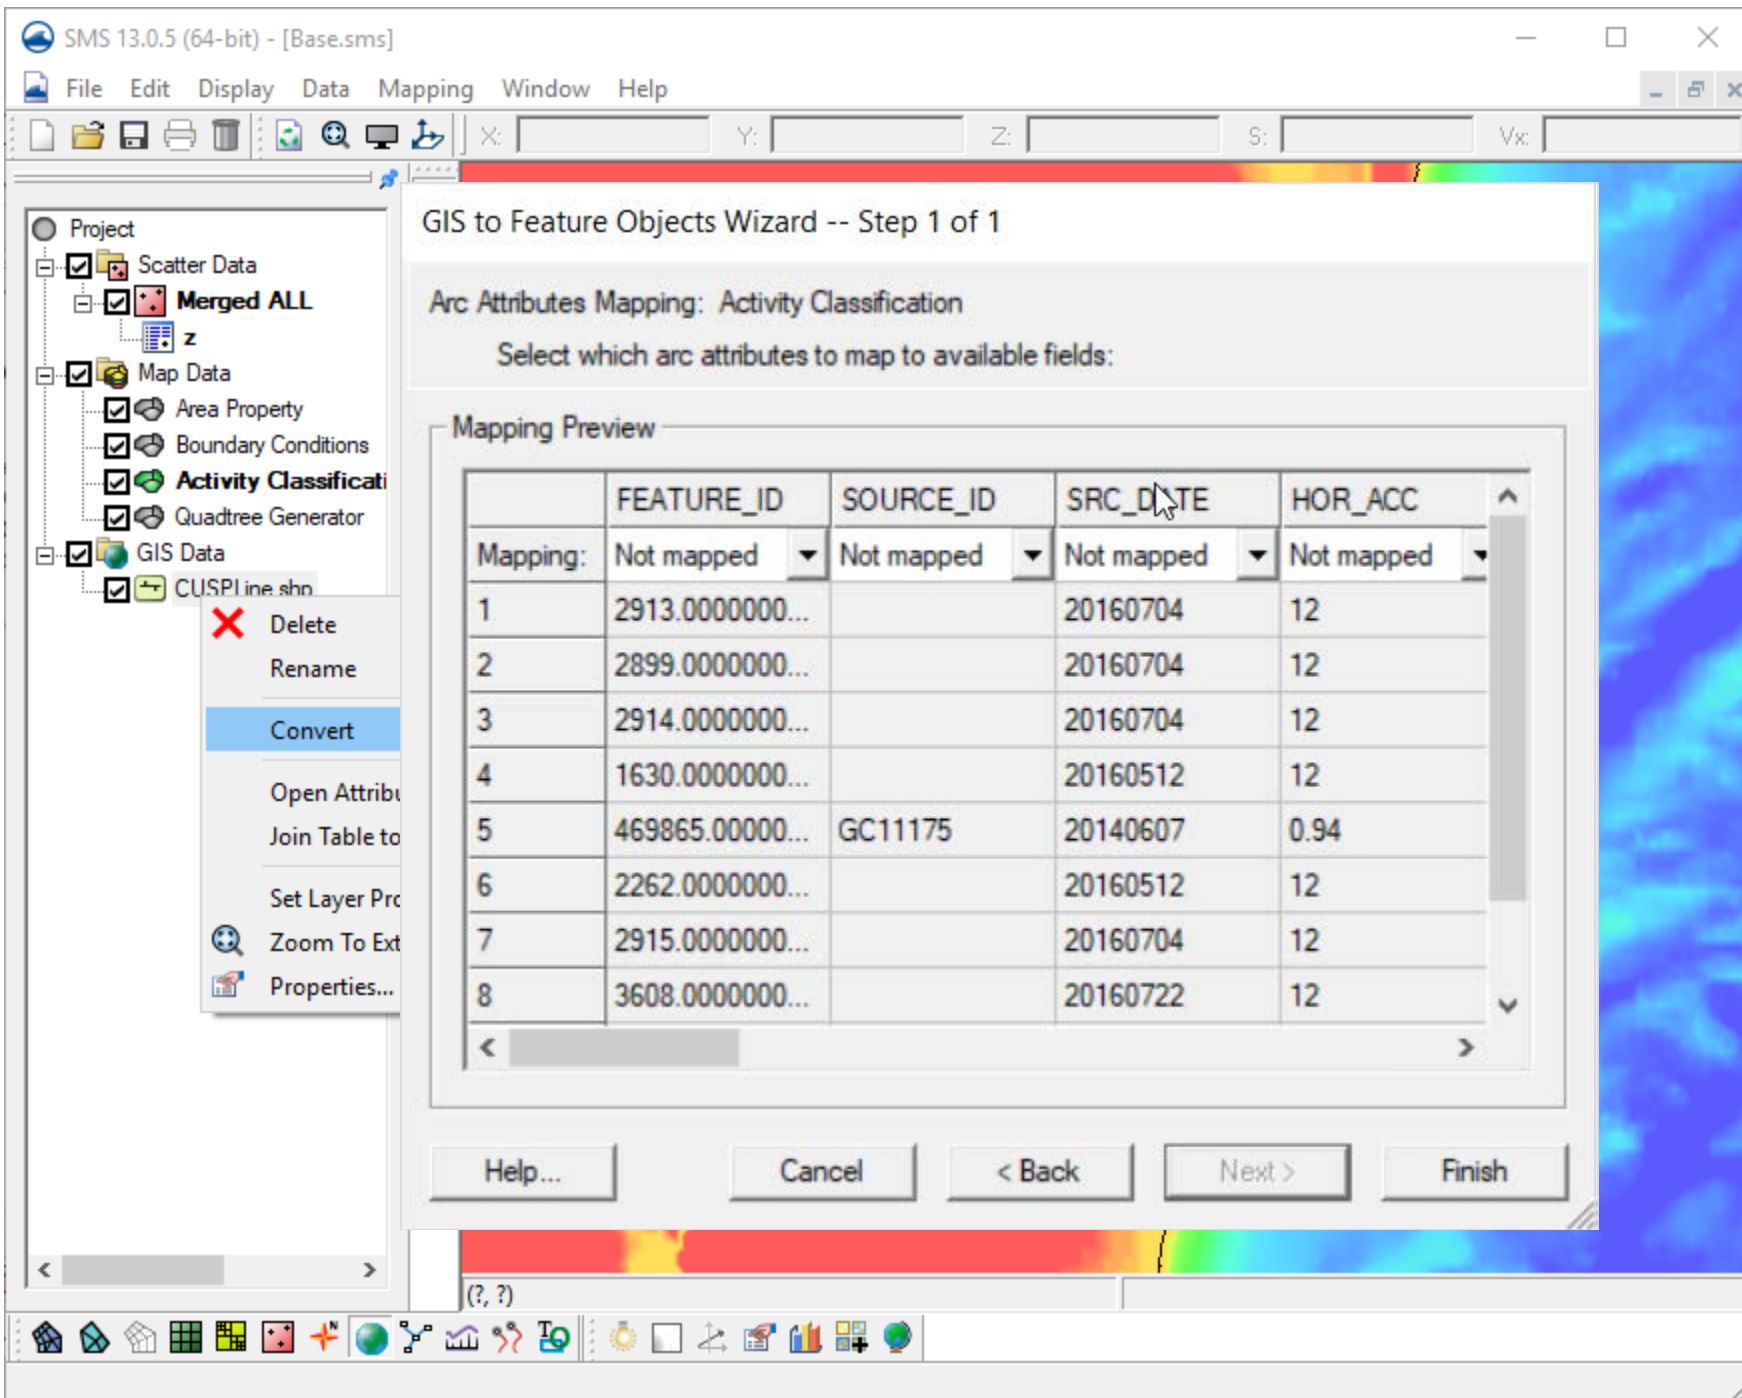 SMS 13.0.5 (64-bit) - [Base.sms]
File Edit Display Data Mapping Window Help
X: Y: Z: S: Vx:
Project
Scatter Data
Merged ALL
z
Map Data
Area Property
Boundary Conditions
Activity Classificati
Quadtree Generator
GIS Data
CUSPLine.shp
Delete
Rename
Convert
Open Attribu
Join Table to
Set Layer Pro
Zoom To Ext
Properties...
GIS to Feature Objects Wizard -- Step 1 of 1
Arc Attributes Mapping: Activity Classification
Select which arc attributes to map to available fields:
Mapping Preview
FEATURE_ID SOURCE_ID SRC_DATE HOR_ACC
Mapping: Not mapped Not mapped Not mapped Not mapped
1 2913.0000000... 20160704 12
2 2899.0000000... 20160704 12
3 2914.0000000... 20160704 12
4 1630.0000000... 20160512 12
5 469865.00000... GC11175 20140607 0.94
6 2262.0000000... 20160512 12
7 2915.0000000... 20160704 12
8 3608.0000000... 20160722 12
Help... Cancel < Back Next > Finish
(?, ?)